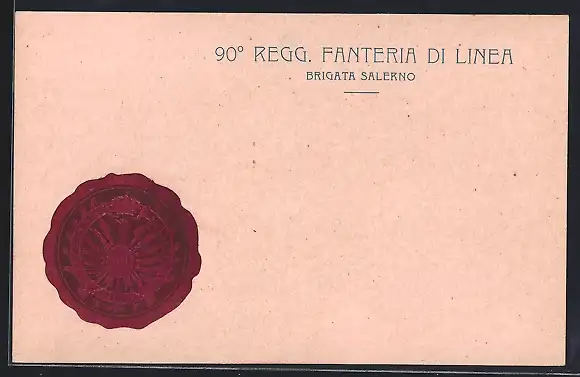 90° REGG. FANTERIA DI LINEA
BRIGATA SALERNO